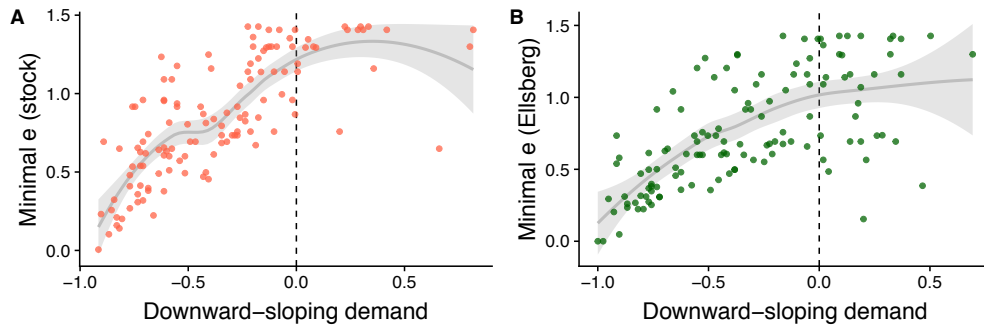 A
Minimal e (stock)
1.5
1.0
0.5
0.0
−1.0 −0.5 0.0 0.5
Downward−sloping demand
B
Minimal e (Ellsberg)
1.5
1.0
0.5
0.0
−1.0 −0.5 0.0 0.5
Downward−sloping demand